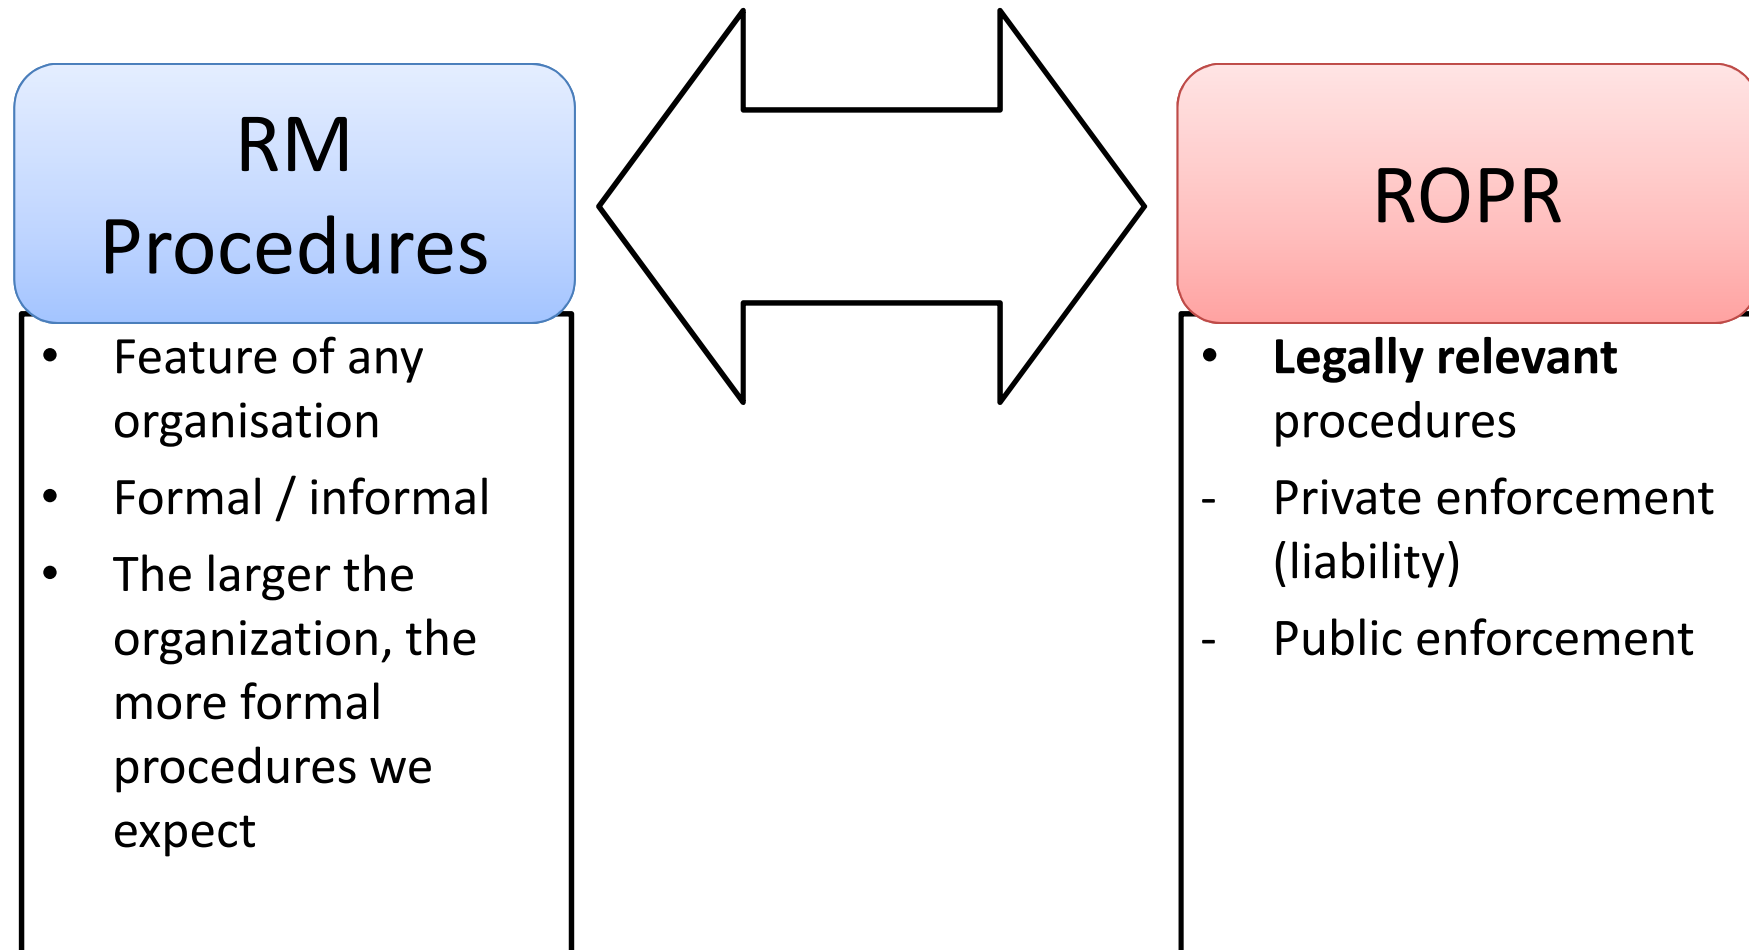 RM
Procedures
• Feature of any
organisation
• Formal / informal
• The larger the
organization, the
more formal
procedures we
expect
ROPR
• Legally relevant
procedures
- Private enforcement
(liability)
- Public enforcement